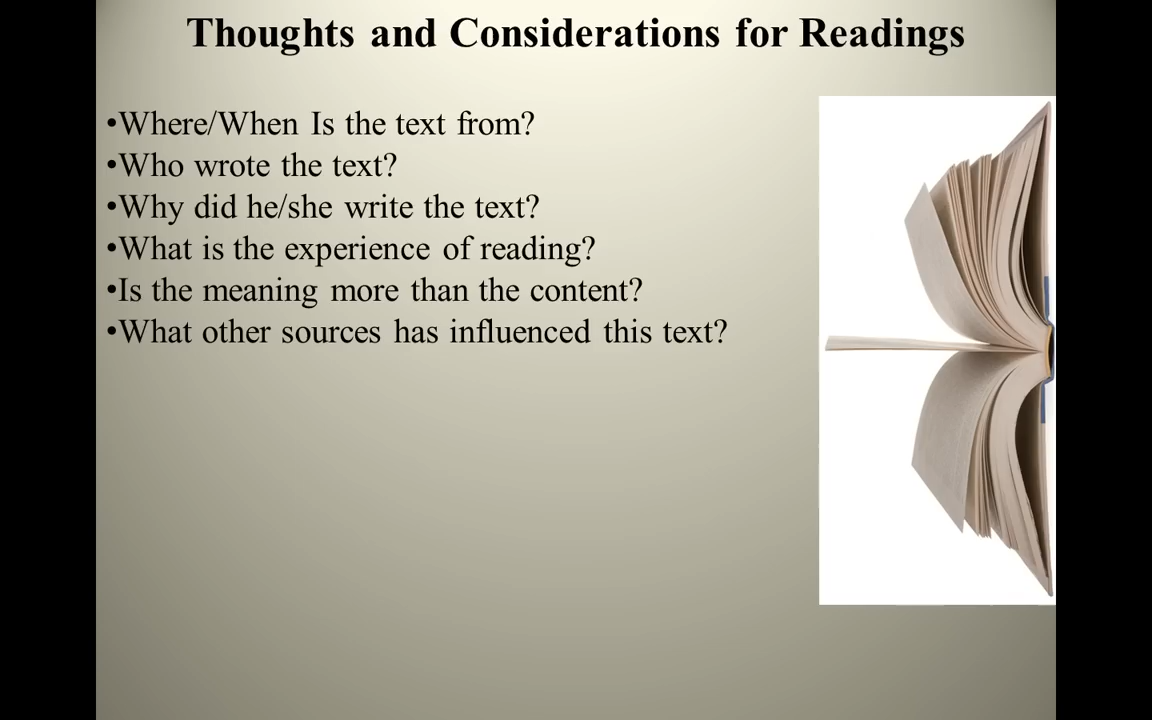 Thoughts and Considerations for Readings
•Where/When Is the text from?
•Who wrote the text?
•Why did he/she write the text?
•What is the experience of reading?
•Is the meaning more than the content?
•What other sources has influenced this text?